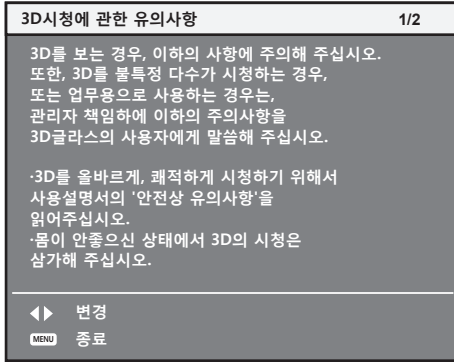 3D시청에 관한 유의사항 1/2
3D를 보는 경우, 이하의 사항에 주의해 주십시오.
또한, 3D를 불특정 다수가 시청하는 경우,
또는 업무용으로 사용하는 경우는,
관리자 책임하에 이하의 주의사항을
3D글라스의 사용자에게 말씀해 주십시오.
·3D를 올바르게, 쾌적하게 시청하기 위해서
사용설명서의 '안전상 유의사항'을
읽어주십시오.
·몸이 안좋으신 상태에서 3D의 시청은
삼가해 주십시오.
변경
MENU 종료